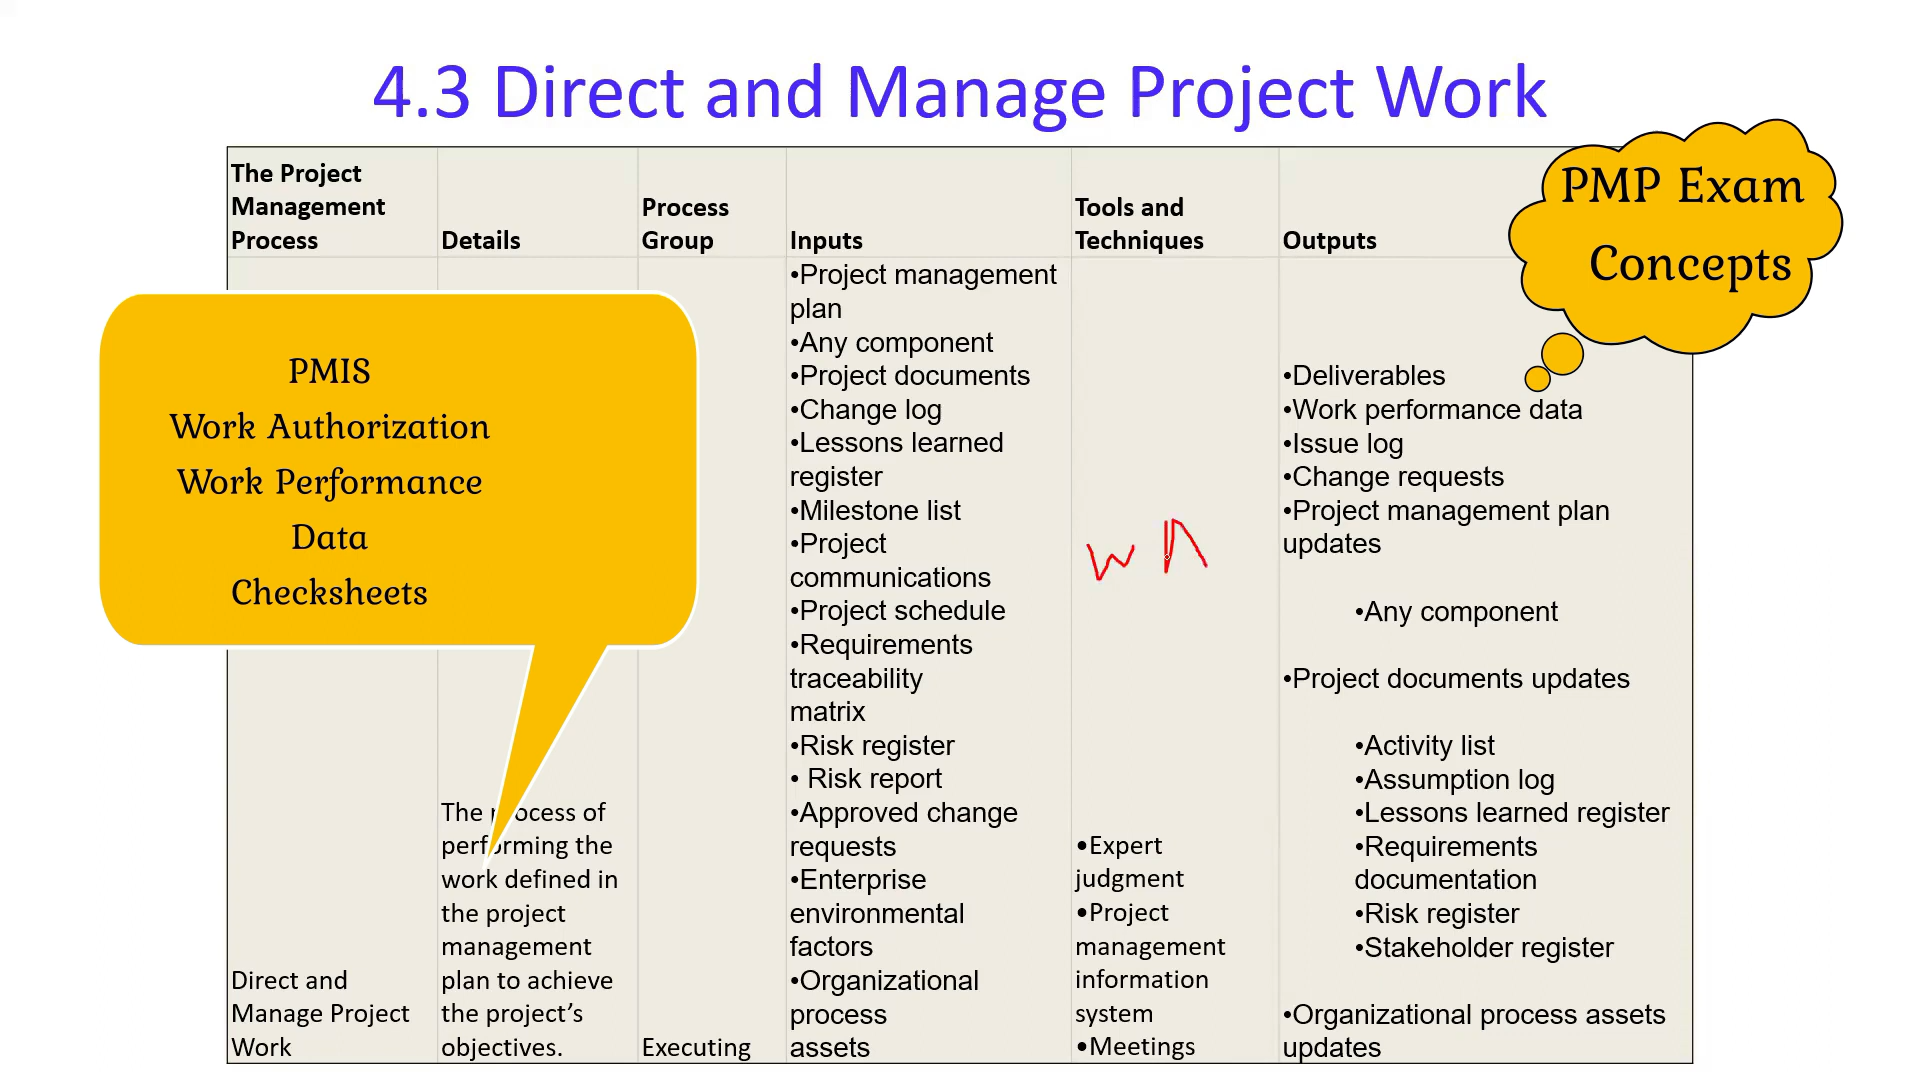 4.3 Direct and Manage Project Work
PMP Exam
Concepts
The Project
Management
Process
Details
Process
Group
Inputs
Tools and
Techniques
Outputs
PMIS
Work Authorization
Work Performance
Data
Checksheets
Direct and
Manage Project
Work
The process of
performing the
work defined in
the project
management
plan to achieve
the project’s
objectives.
Executing
•Project management
plan
•Any component
•Project documents
•Change log
•Lessons learned
register
•Milestone list
•Project
communications
•Project schedule
•Requirements
traceability
matrix
•Risk register
• Risk report
•Approved change
requests
•Enterprise
environmental
factors
•Organizational
process
assets
WA
•Expert
judgment
•Project
management
information
system
•Meetings
•Deliverables
•Work performance data
•Issue log
•Change requests
•Project management plan
updates
•Any component
•Project documents updates
•Activity list
•Assumption log
•Lessons learned register
•Requirements
documentation
•Risk register
•Stakeholder register
•Organizational process assets
updates